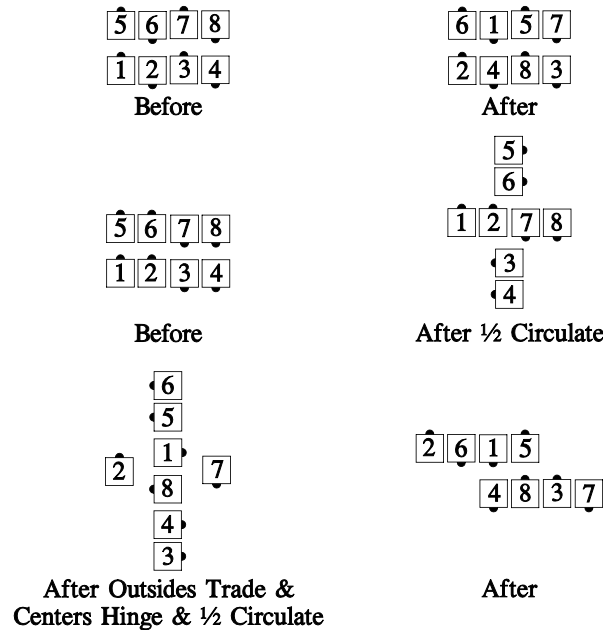 5 6 7 8
1 2 3 4
Before
6 1 5 7
2 4 8 3
After
5 6 7 8
1 2 3 4
Before
5
6
1 2 7 8
3
4
After ½ Circulate
6
5
1
2 7
8
4
3
After Outsides Trade &
Centers Hinge & ½ Circulate
2 6 1 5
4 8 3 7
After